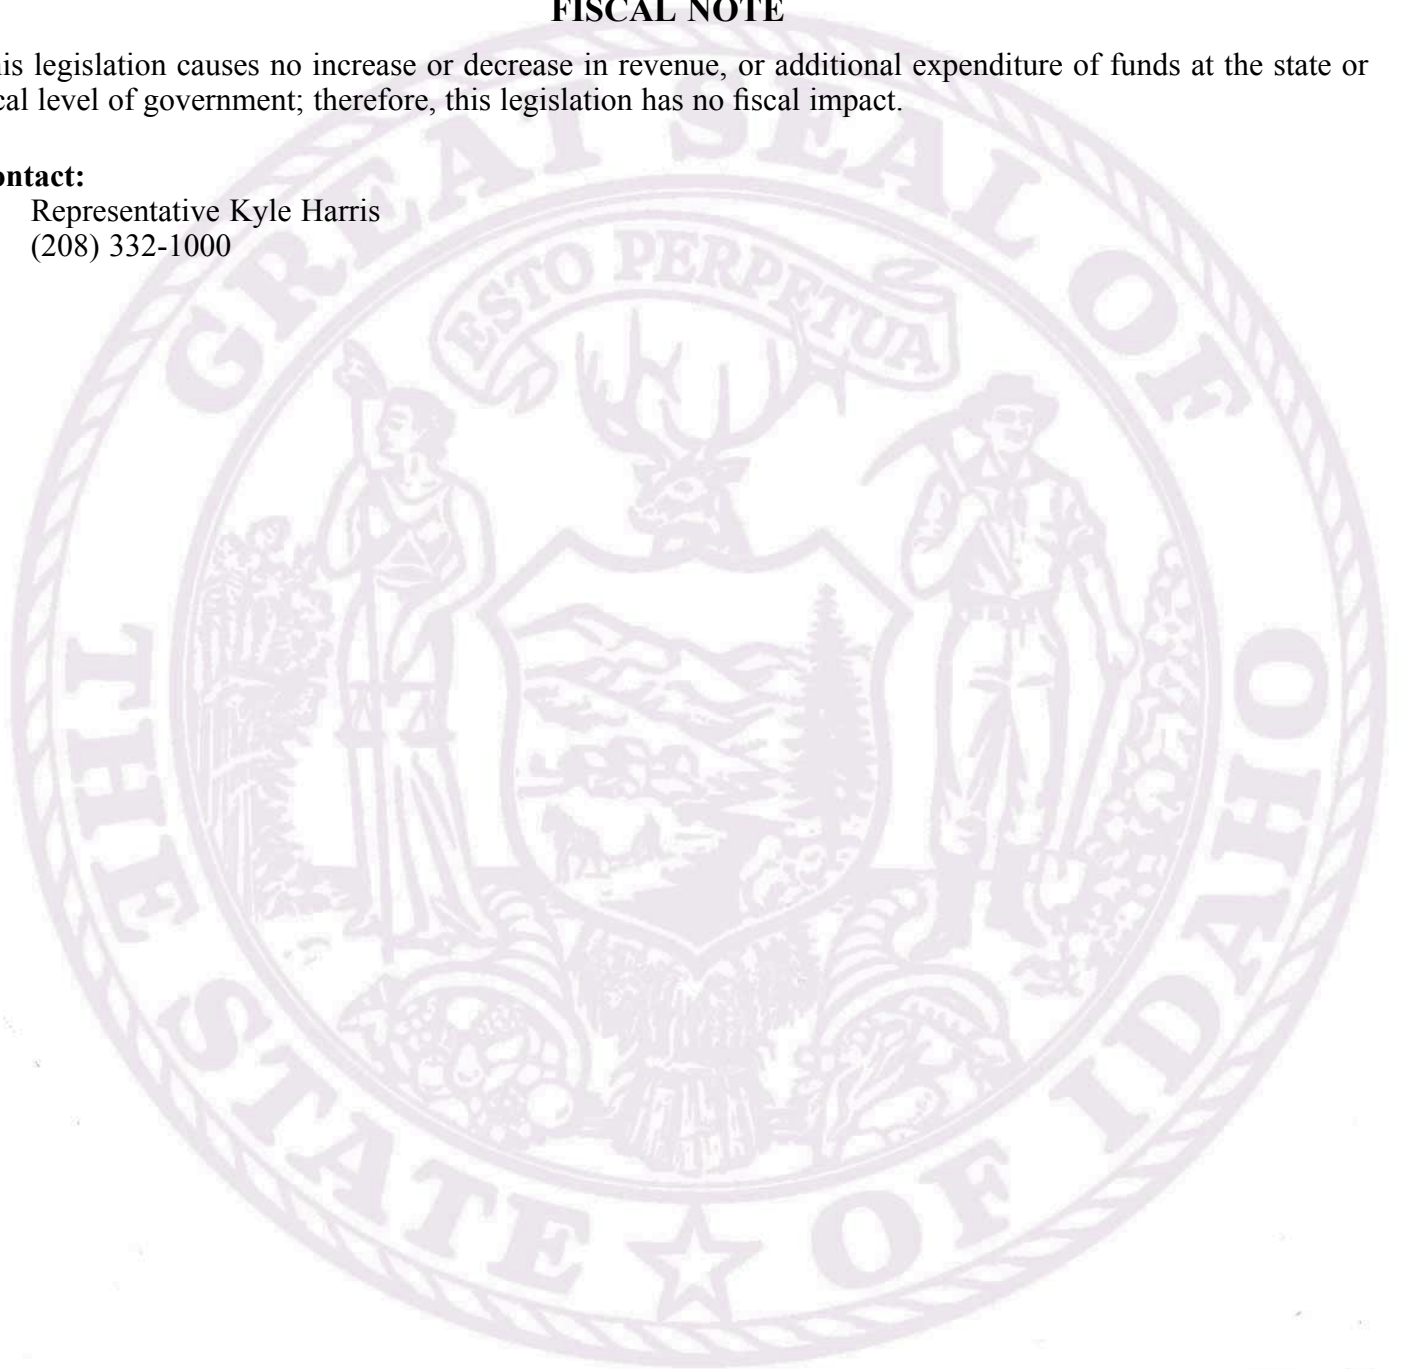 FISCAL NOTE
his legislation causes no increase or decrease in revenue, or additional expenditure of funds at the state or
cal level of government; therefore, this legislation has no fiscal impact.
ontact:
Representative Kyle Harris
(208) 332-1000
GREAT SEAL OF
ESTO PERPETUA
THE STATE OF IDAHO